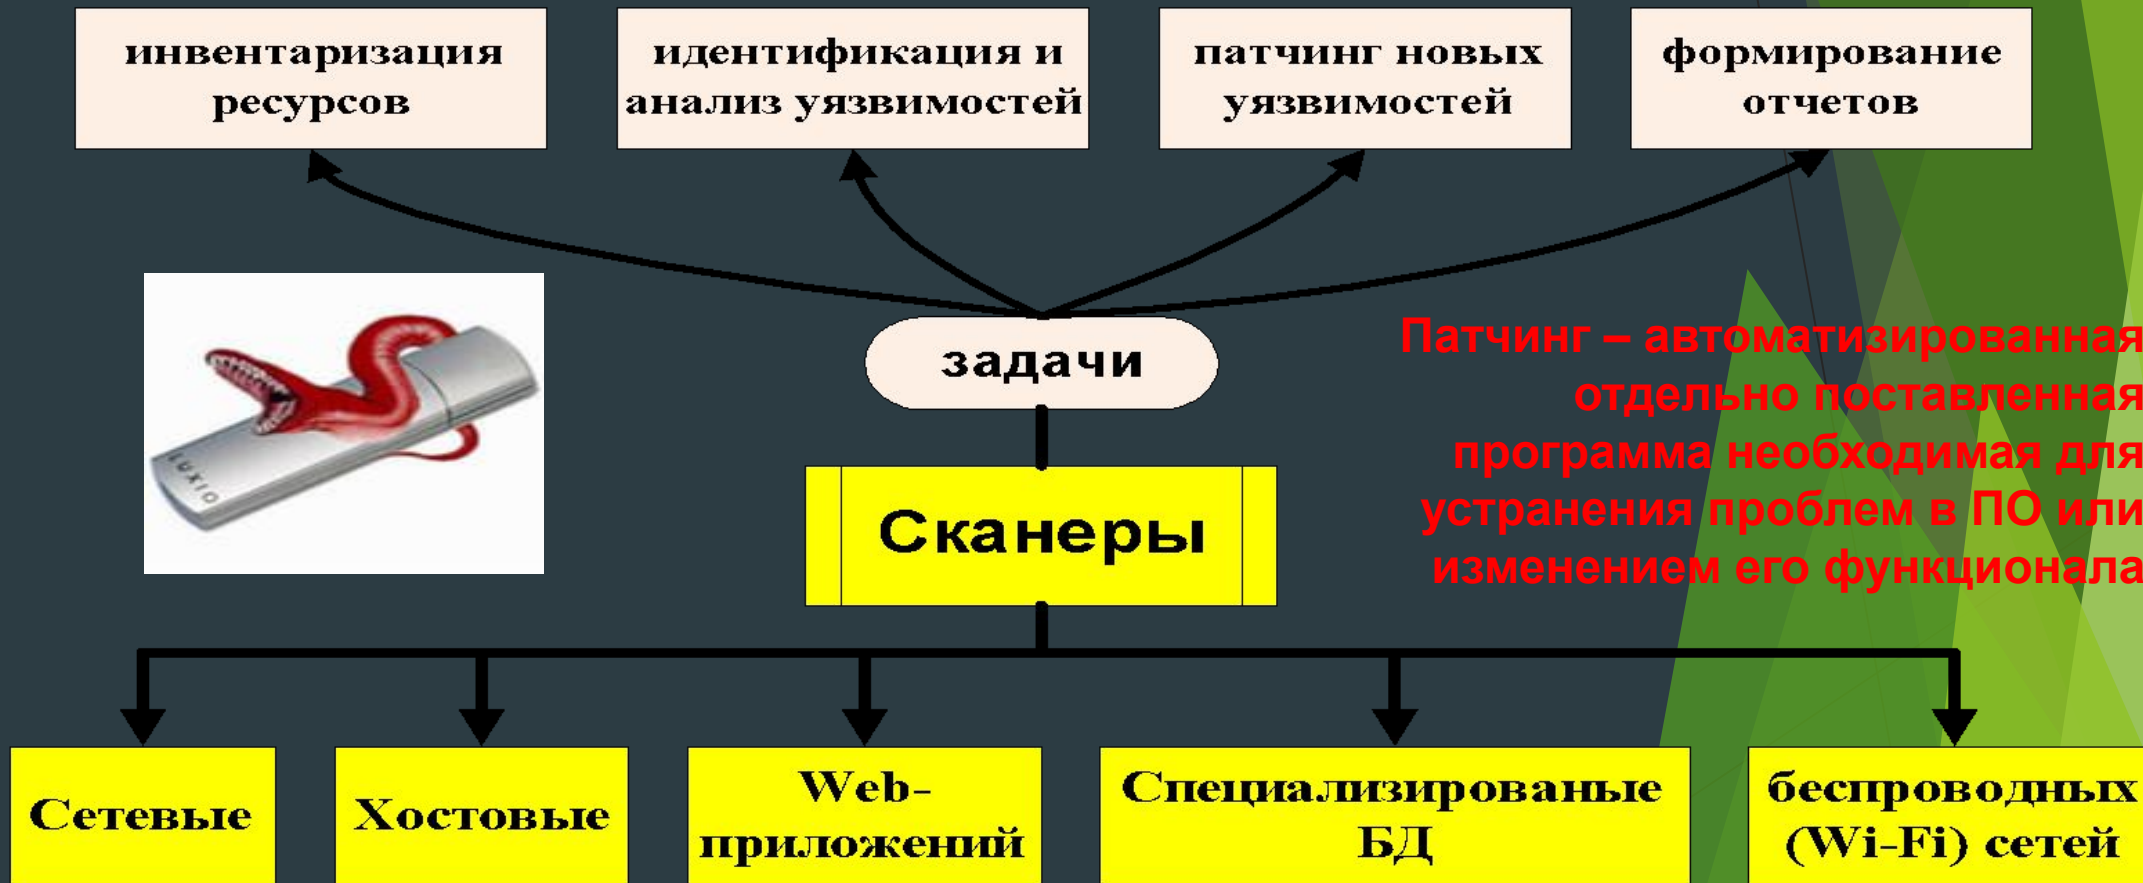 инвентаризация
ресурсов
идентификация и
анализ уязвимостей
патчинг новых
уязвимостей
формирование
отчетов
задачи
Патчинг – автоматизированная
отдельно поставленная
программа необходимая для
устранения проблем в ПО или
изменением его функционала
LUXIO
Сканеры
Сетевые
Хостовые
Web-
приложений
Специализированые
БД
беспроводных
(Wi-Fi) сетей